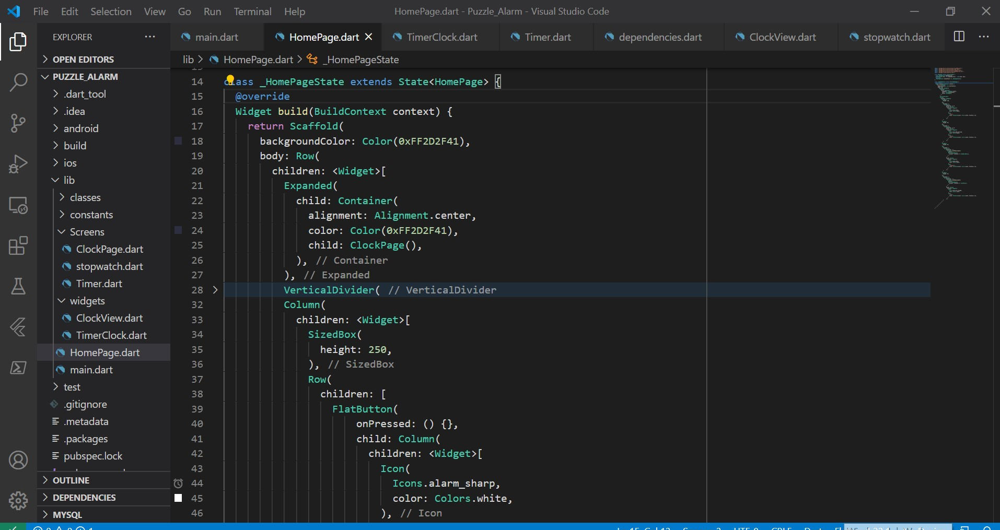 File Edit Selection View Go Run Terminal Help
HomePage.dart - Puzzle_Alarm - Visual Studio Code
EXPLORER
main.dart
HomePage.dart
TimerClock.dart
Timer.dart
dependencies.dart
ClockView.dart
stopwatch.dart
OPEN EDITORS
PUZZLE_ALARM
.dart_tool
.idea
android
build
ios
lib
classes
constants
Screens
ClockPage.dart
stopwatch.dart
Timer.dart
widgets
ClockView.dart
TimerClock.dart
HomePage.dart
main.dart
test
.gitignore
.metadata
.packages
pubspec.lock
OUTLINE
DEPENDENCIES
MYSQL
lib > HomePage.dart > _HomePageState
14 class _HomePageState extends State<HomePage> {
15 @override
16 Widget build(BuildContext context) {
17 return Scaffold(
18 backgroundColor: Color(0xFF2D2F41),
19 body: Row(
20 children: <Widget>[
21 Expanded(
22 child: Container(
23 alignment: Alignment.center,
24 color: Color(0xFF2D2F41),
25 child: ClockPage(),
26 ), // Container
27 ), // Expanded
28 VerticalDivider( // VerticalDivider
32 Column(
33 children: <Widget>[
34 SizedBox(
35 height: 250,
36 ), // SizedBox
37 Row(
38 children: [
39 FlatButton(
40 onPressed: () {},
41 child: Column(
42 children: <Widget>[
43 Icon(
44 Icons.alarm_sharp,
45 color: Colors.white,
46 ), // Icon